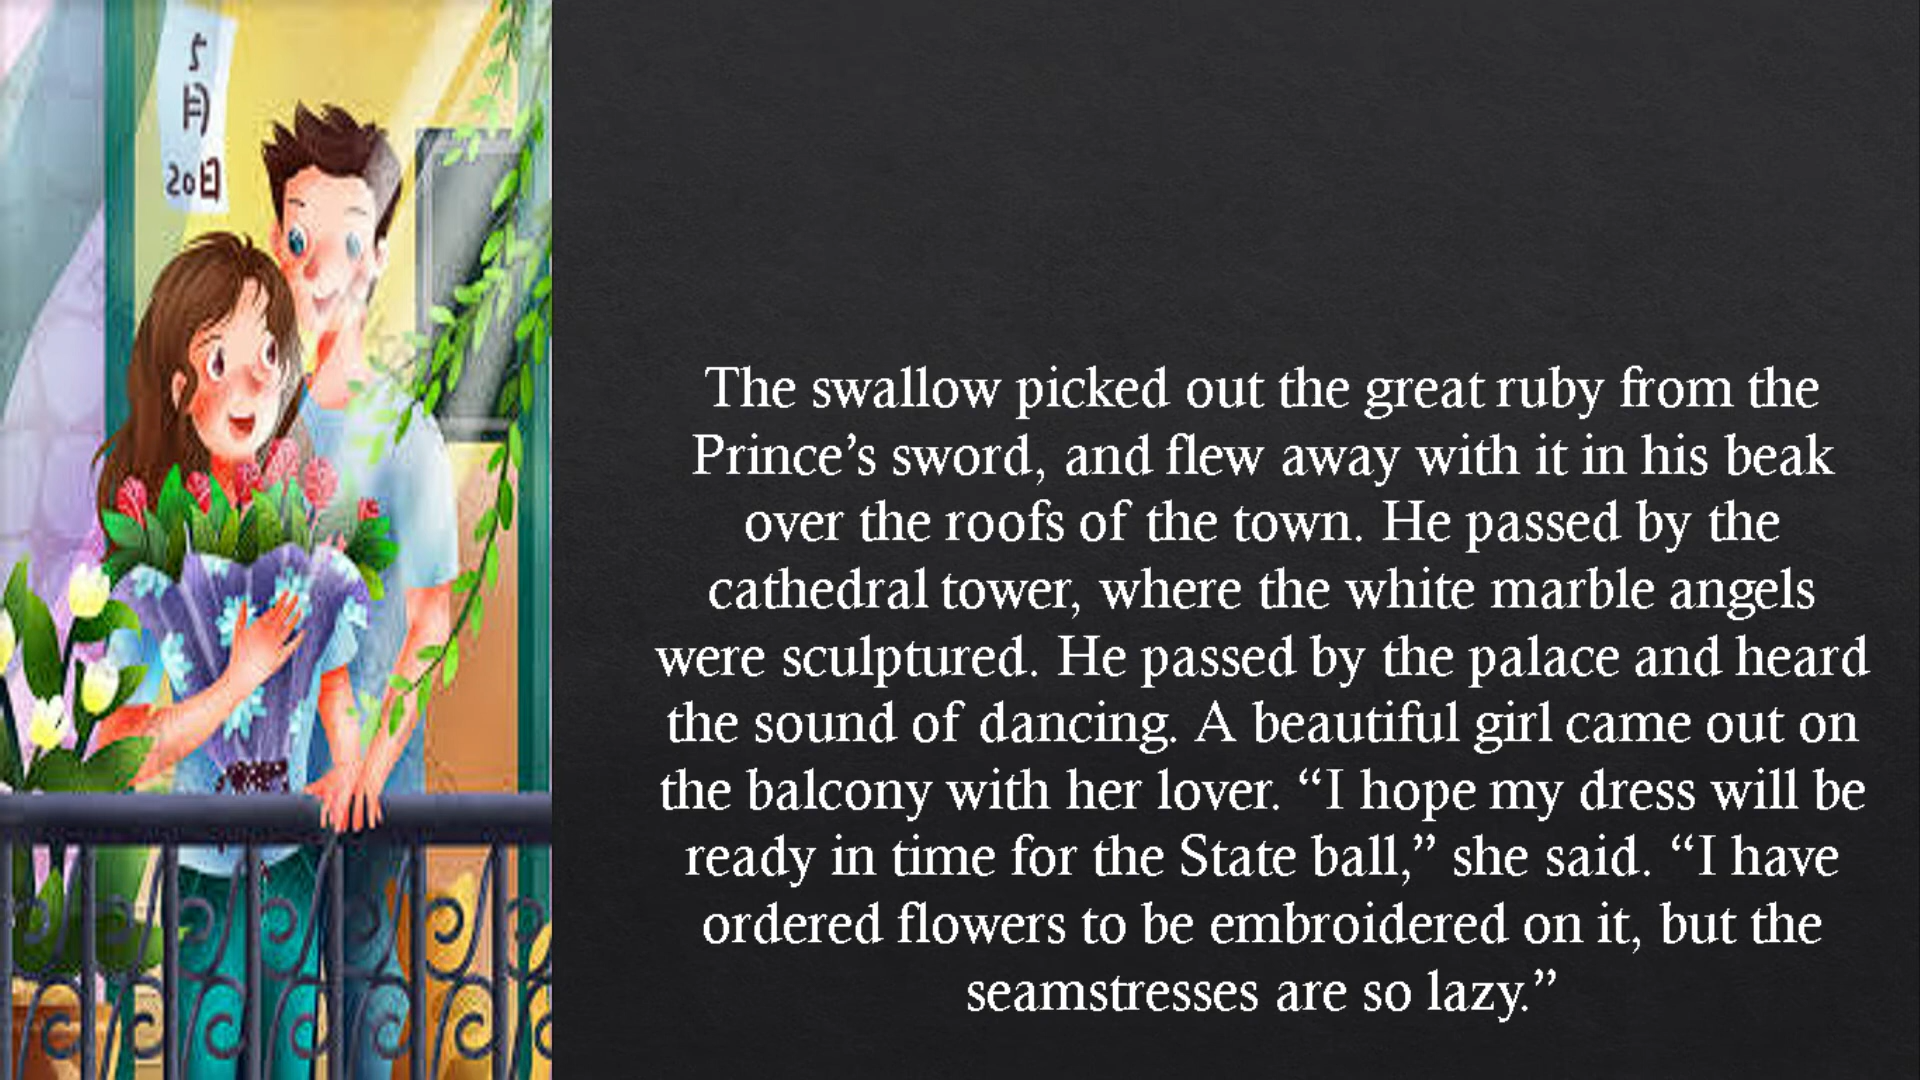 5
月
20日
The swallow picked out the great ruby from the
Prince’s sword, and flew away with it in his beak
over the roofs of the town. He passed by the
cathedral tower, where the white marble angels
were sculptured. He passed by the palace and heard
the sound of dancing. A beautiful girl came out on
the balcony with her lover. “I hope my dress will be
ready in time for the State ball,” she said. “I have
ordered flowers to be embroidered on it, but the
seamstresses are so lazy.”